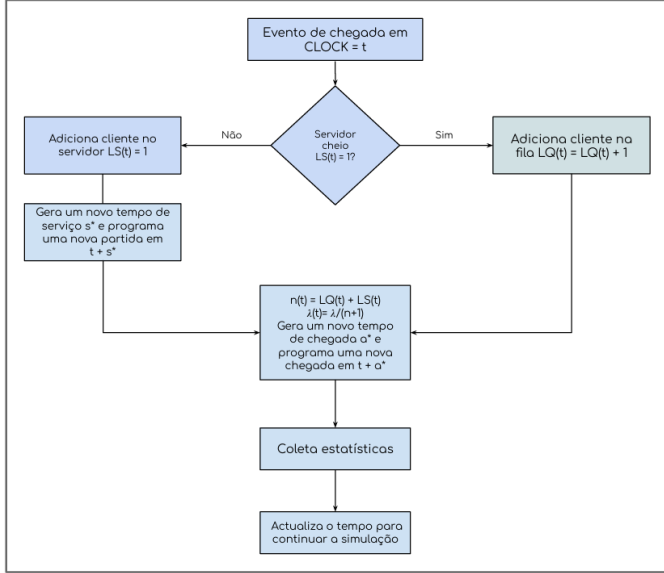 Evento de chegada em
CLOCK = t
Servidor
cheio
LS(t) = 1?
Não
Sim
Adiciona cliente no
servidor LS(t) = 1
Adiciona cliente na
fila LQ(t) = LQ(t) + 1
Gera um novo tempo de
serviço s* e programa
uma nova partida em
t + s*
n(t) = LQ(t) + LS(t)
λ(t)= λ/(n+1)
Gera um novo tempo
de chegada a* e
programa uma nova
chegada em t + a*
Coleta estatísticas
Actualiza o tempo para
continuar a simulação